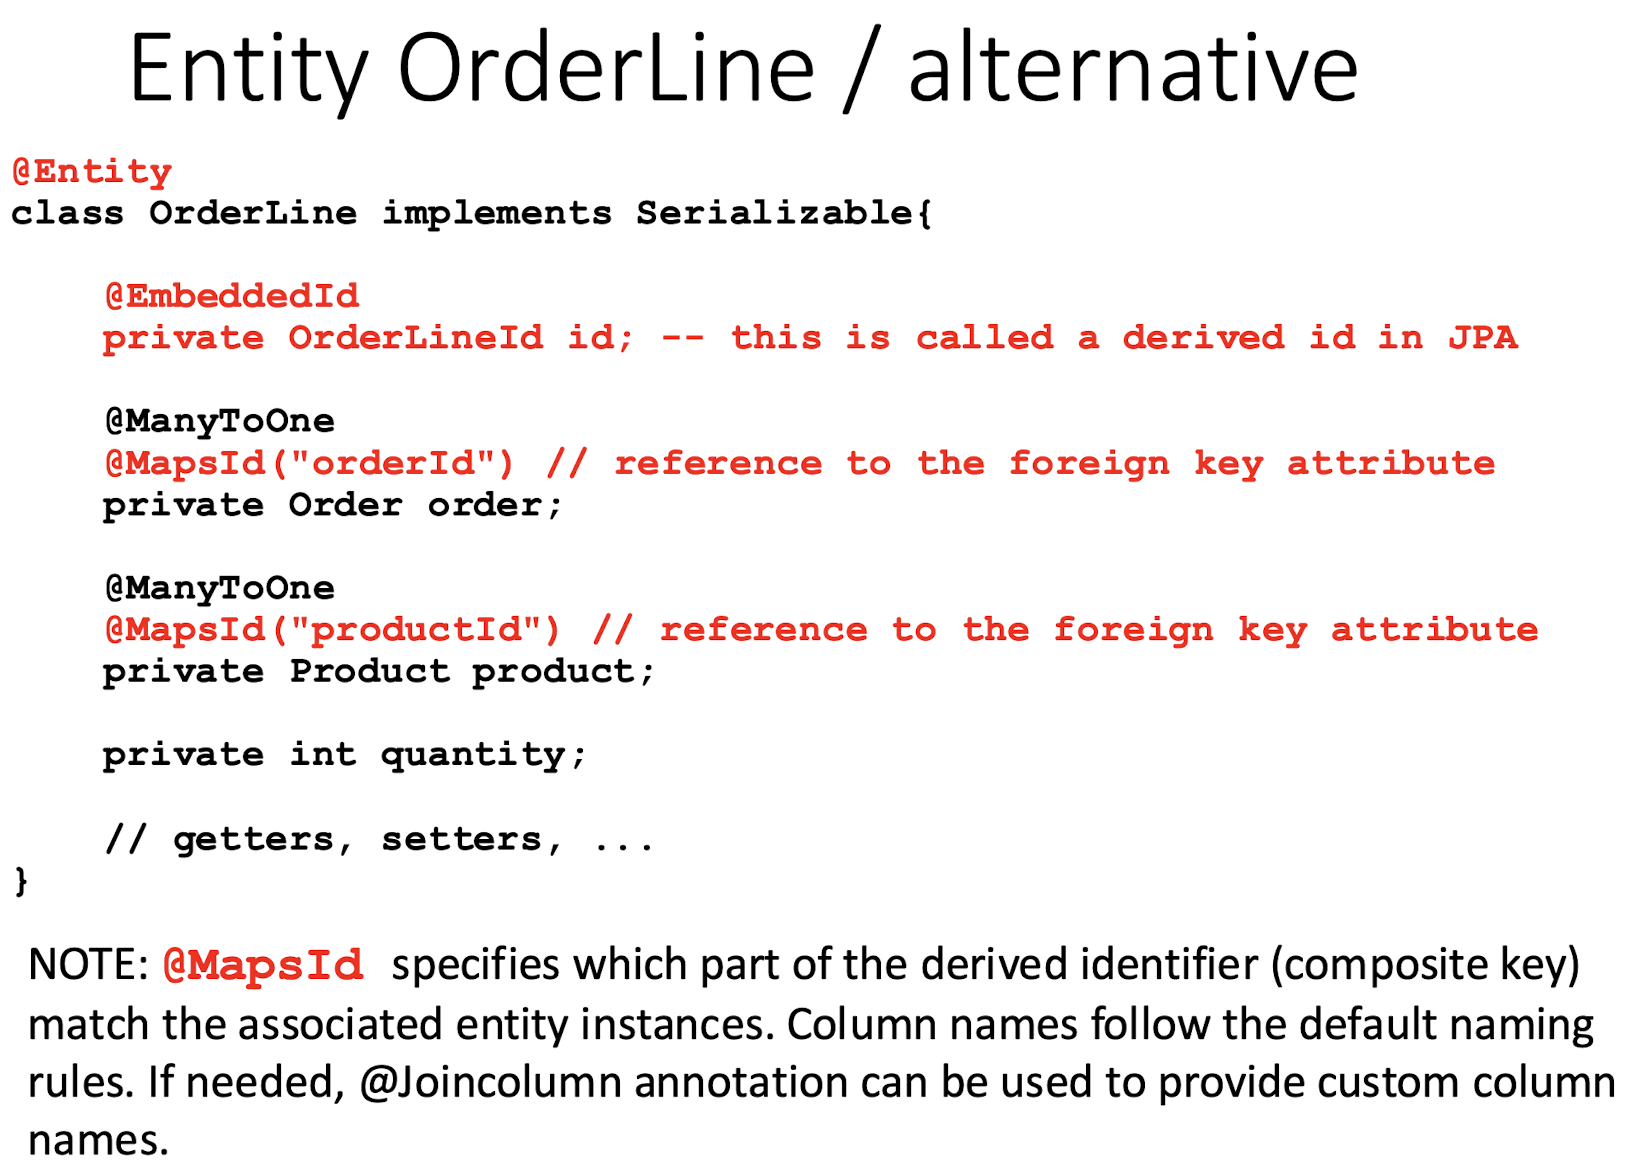 Entity OrderLine / alternative
@Entity
class OrderLine implements Serializable{
@EmbeddedId
private OrderLineId id; -- this is called a derived id in JPA
@ManyToOne
@MapsId("orderId") // reference to the foreign key attribute
private Order order;
@ManyToOne
@MapsId("productId") // reference to the foreign key attribute
private Product product;
private int quantity;
// getters, setters, ...
}
NOTE: @MapsId specifies which part of the derived identifier (composite key)
match the associated entity instances. Column names follow the default naming
rules. If needed, @Joincolumn annotation can be used to provide custom column
names.